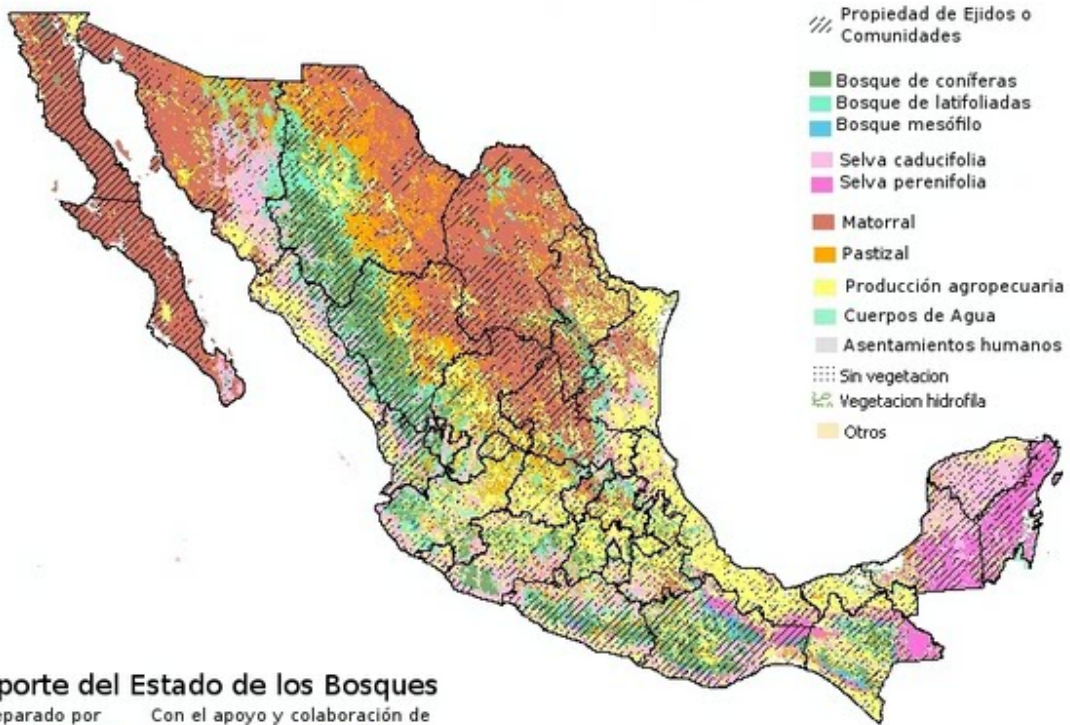 Propiedad de Ejidos o
Comunidades
Bosque de coníferas
Bosque de latifoliadas
Bosque mesófilo
Selva caducifolia
Selva perenifolia
Matorral
Pastizal
Producción agropecuaria
Cuerpos de Agua
Asentamientos humanos
Sin vegetacion
Vegetacion hidrofila
Otros
porte del Estado de los Bosques
eparado por Con el apoyo y colaboración de